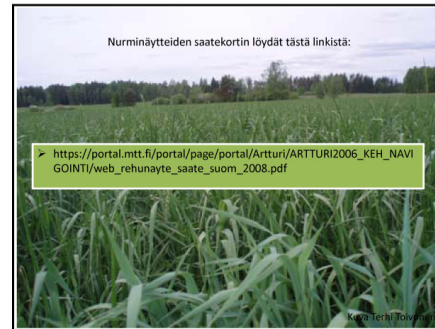 Nurminäytteiden saatekortin löydät tästä linkistä:
➢ https://portal.mtt.fi/portal/page/portal/Artturi/ARTTURI2006_KEH_NAVI
GOINTI/web_rehunayte_saate_suom_2008.pdf
Kuva Terhi Toivonen